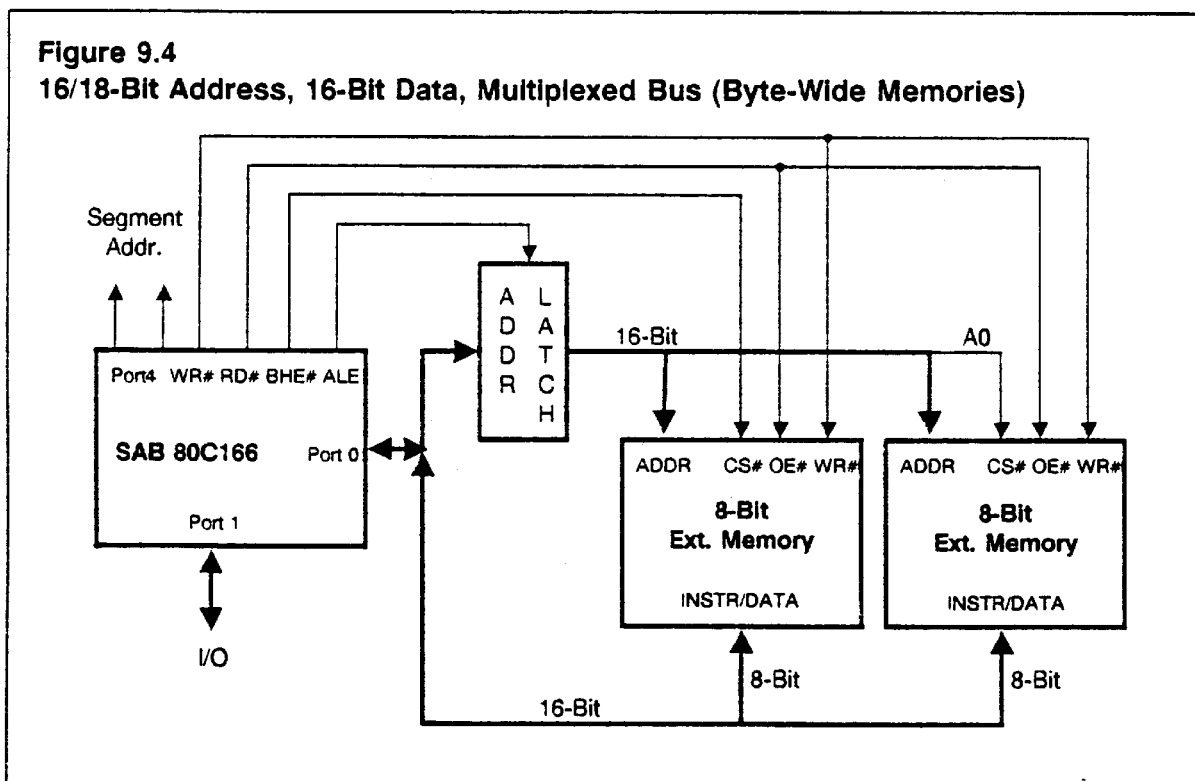 Figure 9.4
16/18-Bit Address, 16-Bit Data, Multiplexed Bus (Byte-Wide Memories)
Segment
Addr.
ADDR
LATCH
16-Bit
A0
Port4 WR# RD# BHE# ALE
SAB 80C166
Port 0
Port 1
I/O
ADDR CS# OE# WR#
8-Bit
Ext. Memory
INSTR/DATA
ADDR CS# OE# WR#
8-Bit
Ext. Memory
INSTR/DATA
8-Bit
8-Bit
16-Bit